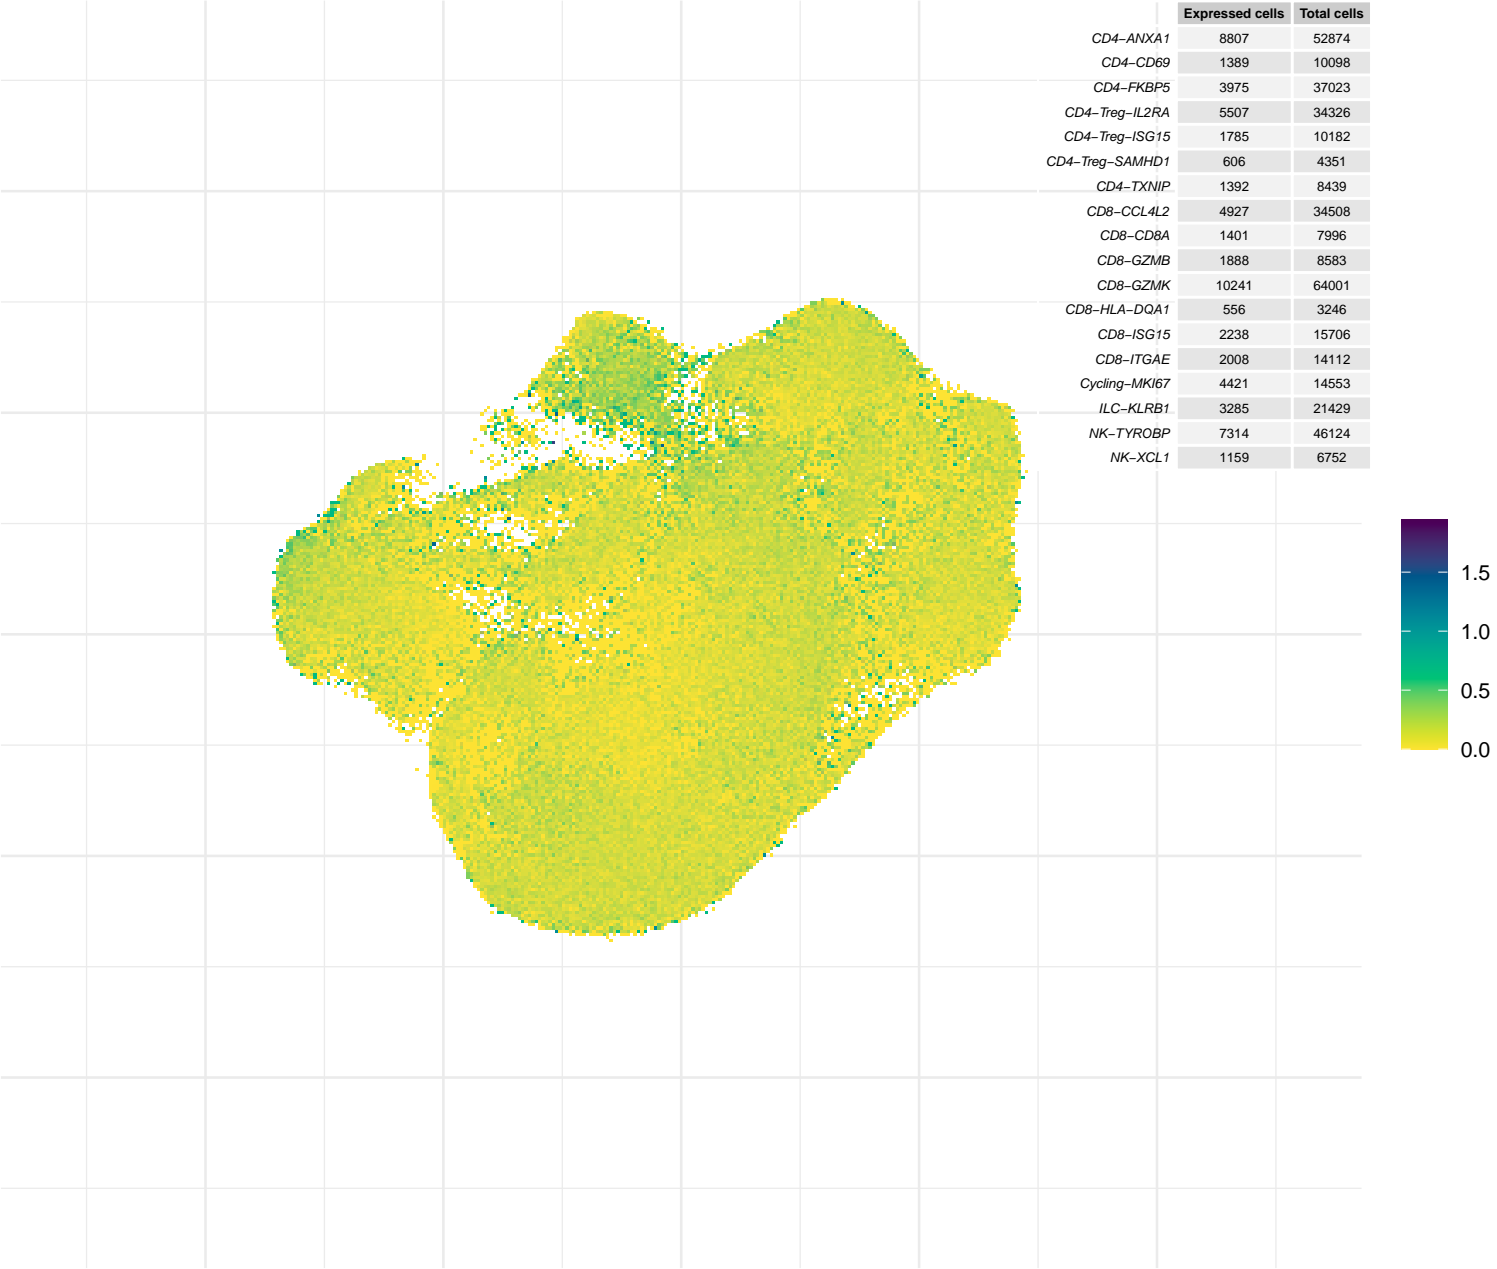 Expressed cells Total cells
CD4−ANXA1 8807 52874
CD4−CD69 1389 10098
CD4−FKBP5 3975 37023
CD4−Treg−IL2RA 5507 34326
CD4−Treg−ISG15 1785 10182
CD4−Treg−SAMHD1 606 4351
CD4−TXNIP 1392 8439
CD8−CCL4L2 4927 34508
CD8−CD8A 1401 7996
CD8−GZMB 1888 8583
CD8−GZMK 10241 64001
CD8−HLA−DQA1 556 3246
CD8−ISG15 2238 15706
CD8−ITGAE 2008 14112
Cycling−MKI67 4421 14553
ILC−KLRB1 3285 21429
NK−TYROBP 7314 46124
NK−XCL1 1159 6752
1.5
1.0
0.5
0.0